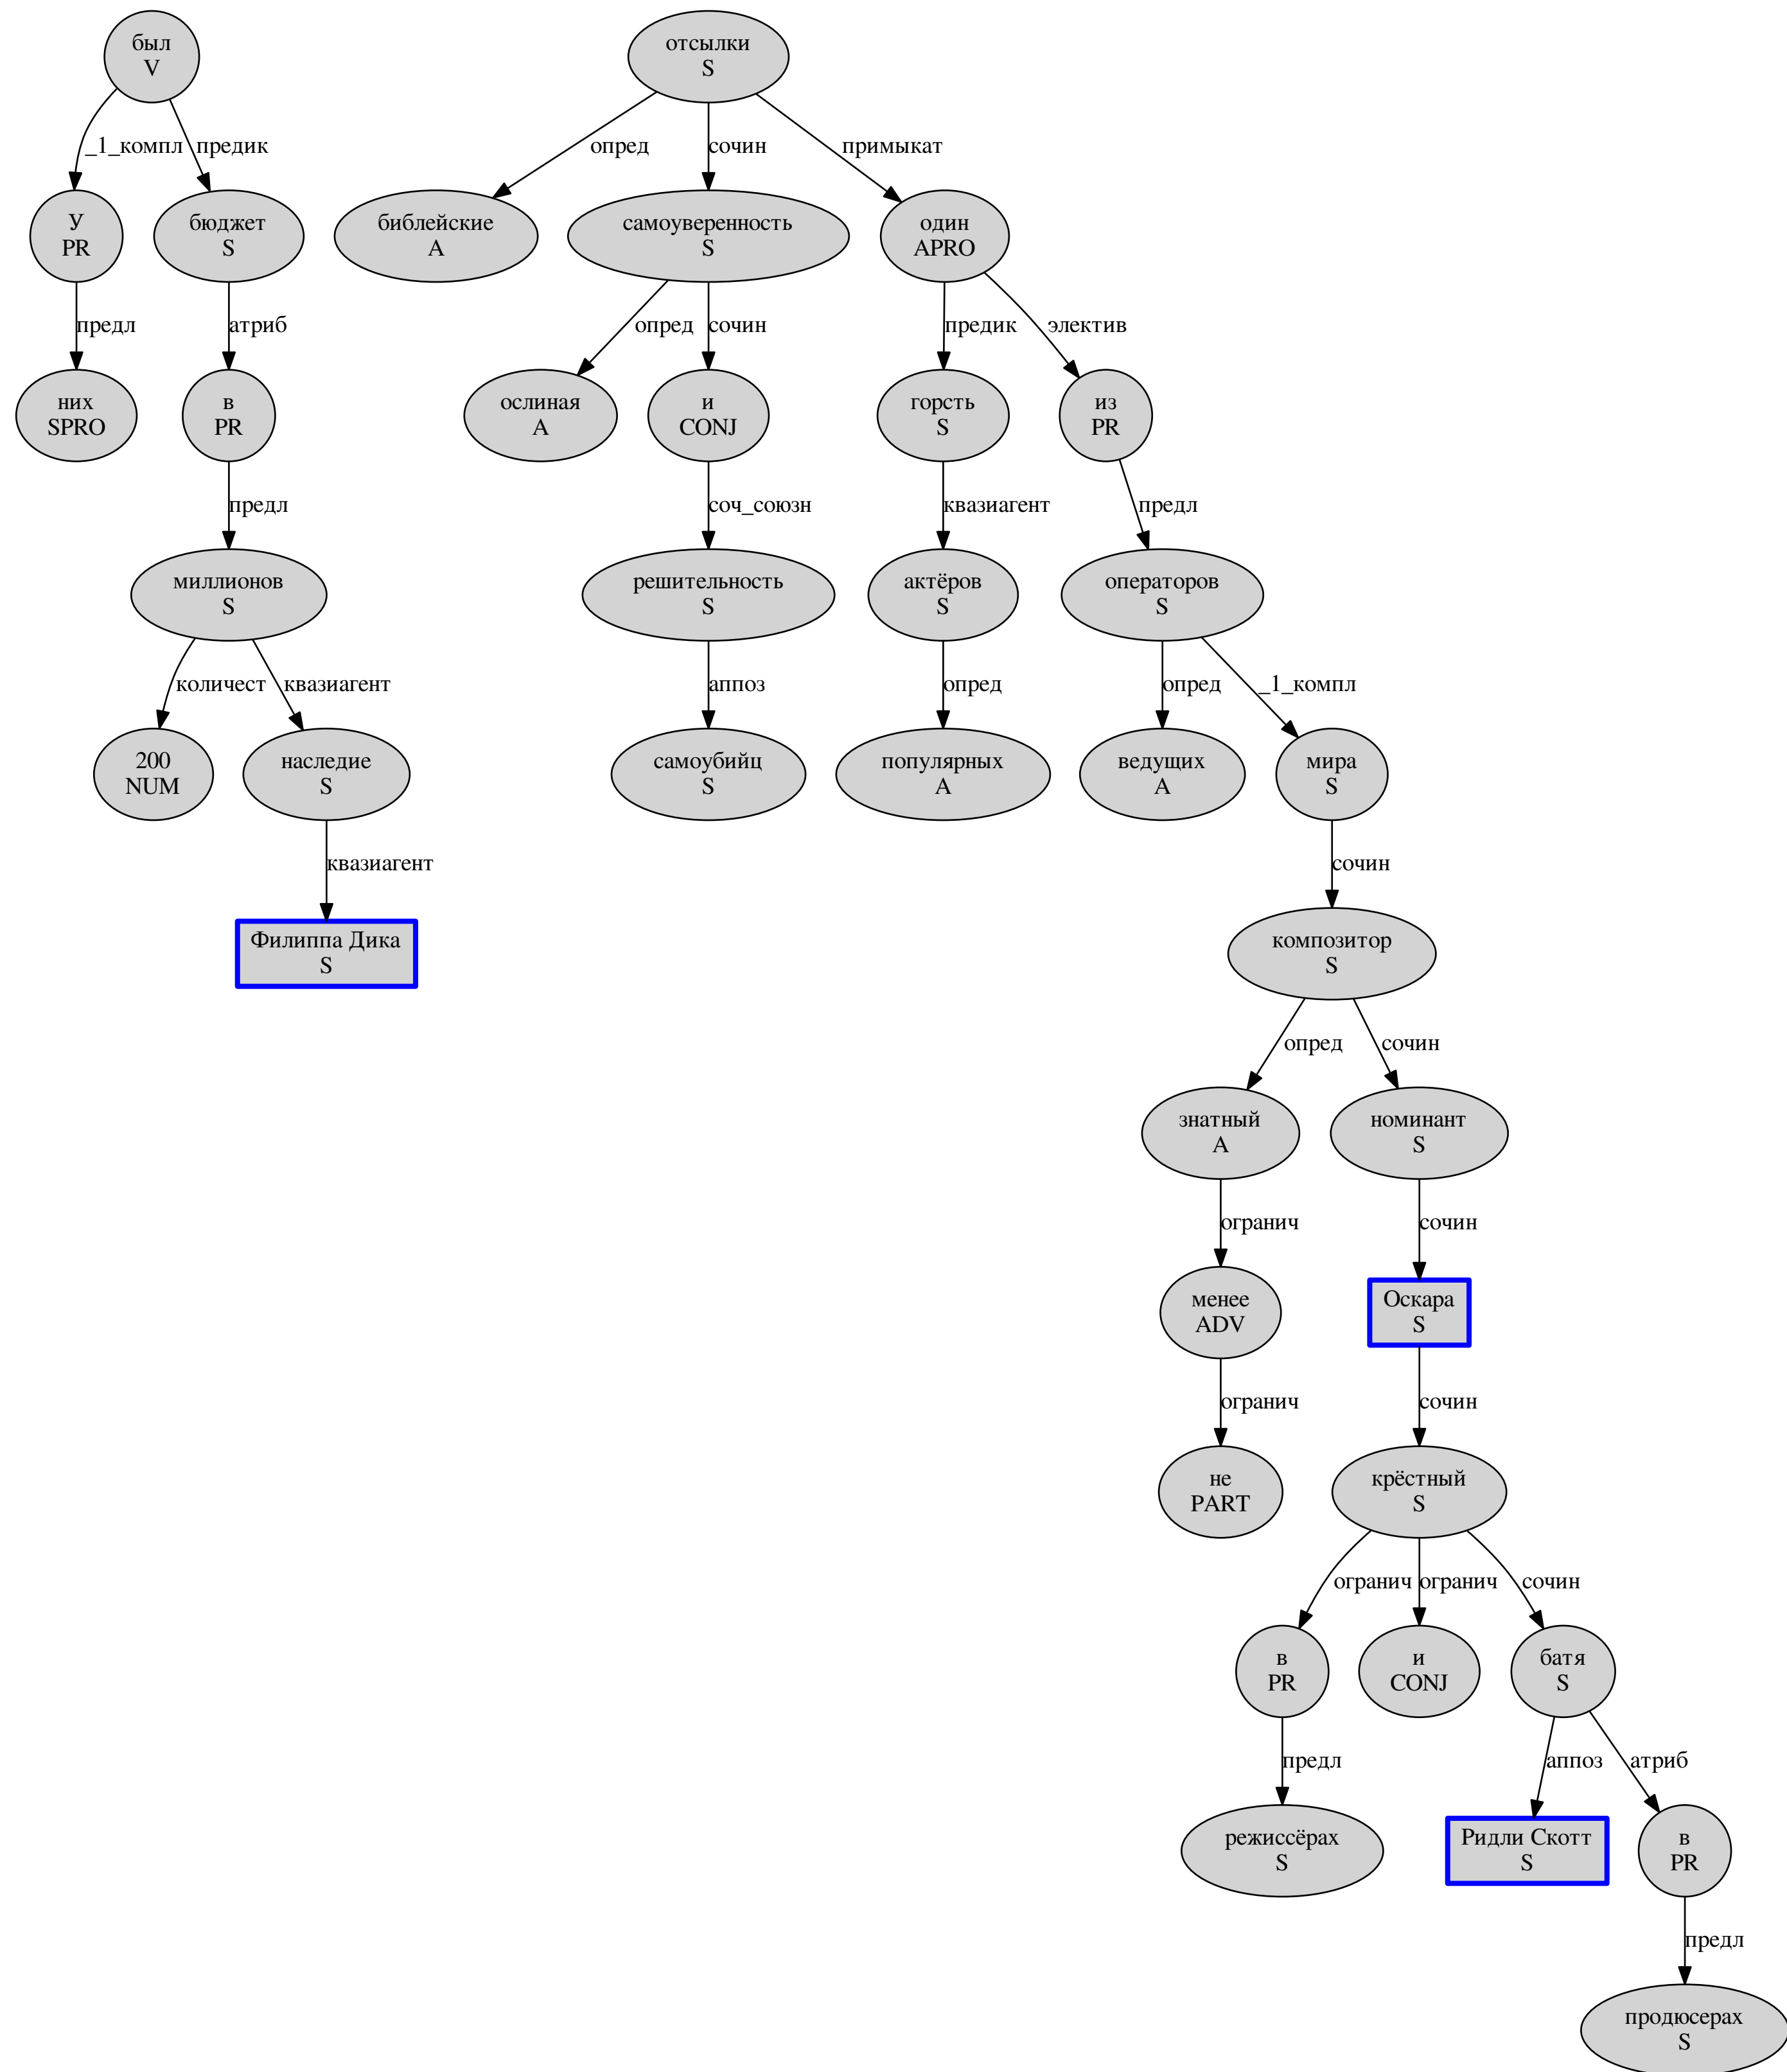 был
V
отсылки
S
_1_компл
предик
опред
сочин
примыкат
У
PR
бюджет
S
библейские
A
самоуверенность
S
один
APRO
предл
атриб
опред
сочин
предик
электив
них
SPRO
в
PR
ослиная
A
и
CONJ
горсть
S
из
PR
предл
соч_союзн
квазиагент
предл
миллионов
S
решительность
S
актёров
S
операторов
S
количест
квазиагент
аппоз
опред
опред
_1_компл
200
NUM
наследие
S
самоубийц
S
популярных
A
ведущих
A
мира
S
квазиагент
сочин
Филиппа Дика
S
композитор
S
опред
сочин
знатный
A
номинант
S
огранич
сочин
менее
ADV
Оскара
S
огранич
сочин
не
PART
крёстный
S
огранич
огранич
сочин
в
PR
и
CONJ
батя
S
предл
аппоз
атриб
режиссёрах
S
Ридли Скотт
S
в
PR
предл
продюсерах
S